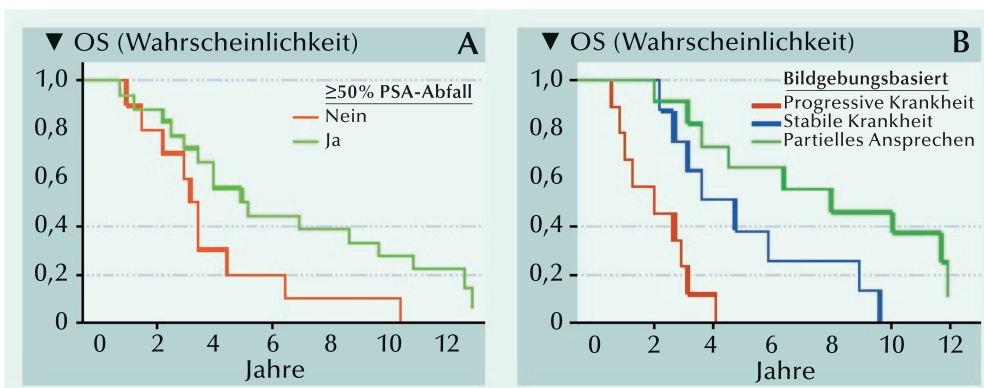 ▼ OS (Wahrscheinlichkeit) A
≥50% PSA-Abfall
Nein
Ja
1,0
0,8
0,6
0,4
0,2
0
0 2 4 6 8 10 12
Jahre
▼ OS (Wahrscheinlichkeit) B
Bildgebungsbasiert
Progressive Krankheit
Stabile Krankheit
Partielles Ansprechen
1,0
0,8
0,6
0,4
0,2
0
0 2 4 6 8 10 12
Jahre